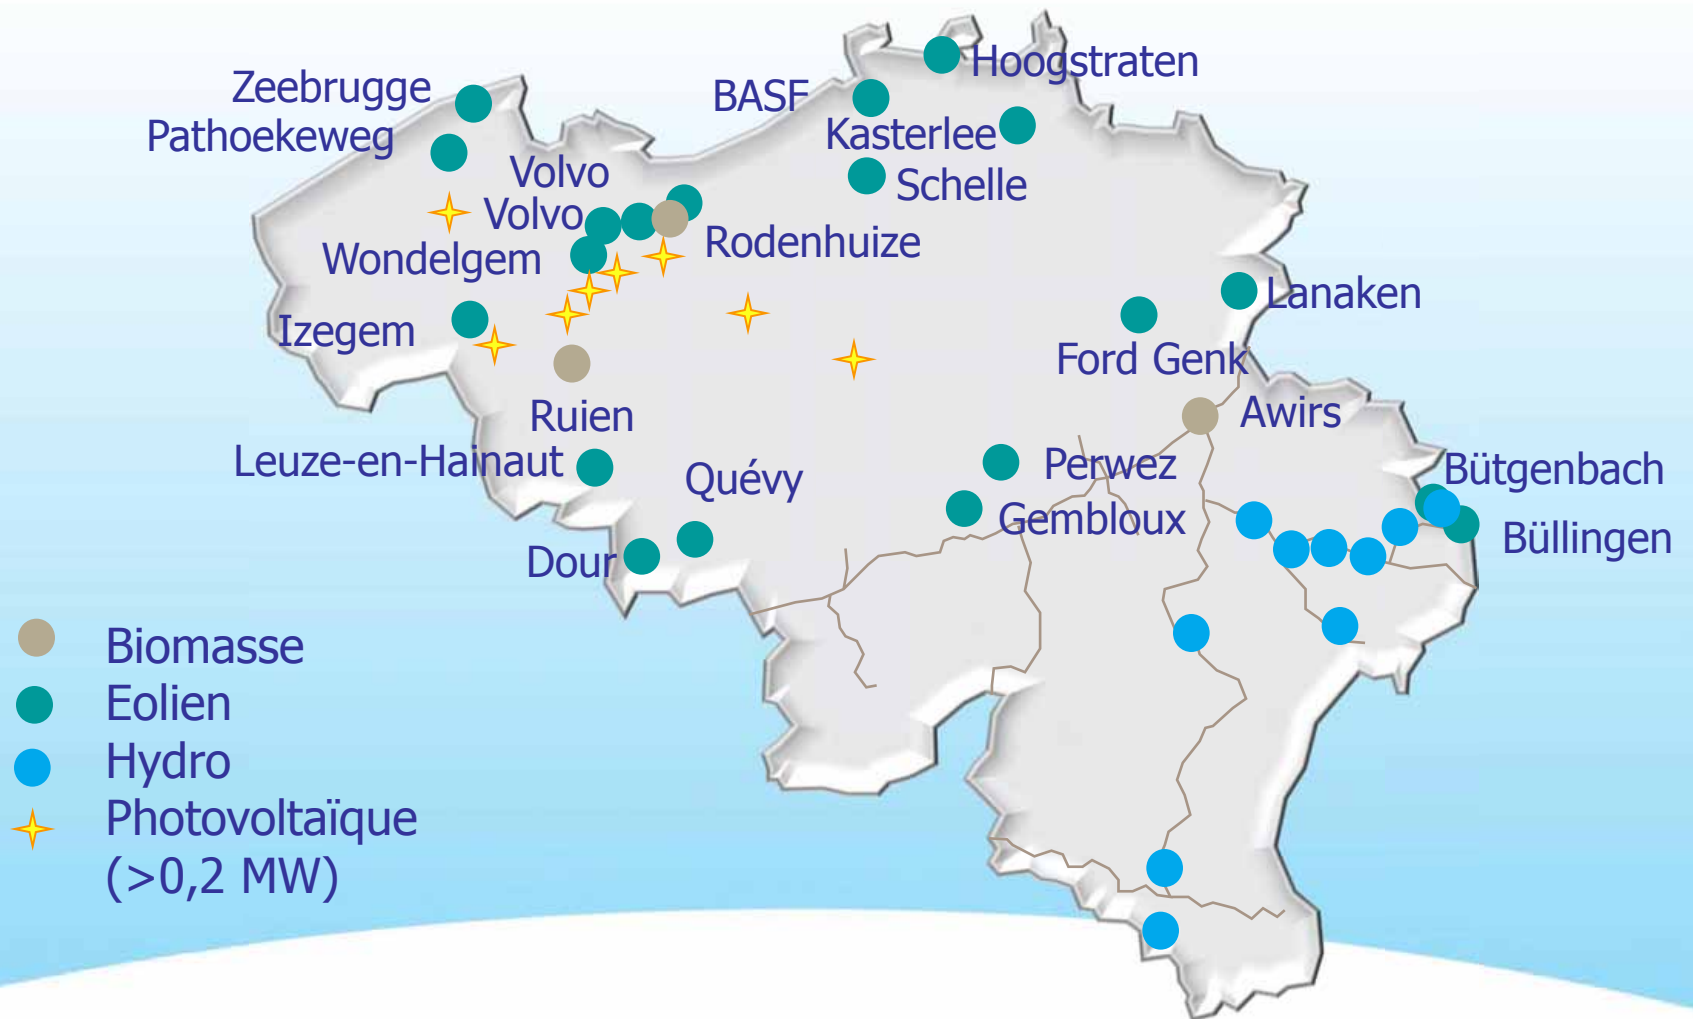 Hoogstraten
Zeebrugge
BASF
Pathoekeweg
Kasterlee
Volvo
Schelle
Volvo
Rodenhuize
Wondelgem
Lanaken
Izegem
Ford Genk
Ruien
Awirs
Leuze-en-Hainaut
Quévy
Perwez
Bütgenbach
Gembloux
Büllingen
Dour
Biomasse
Eolien
Hydro
Photovoltaïque
(>0,2 MW)